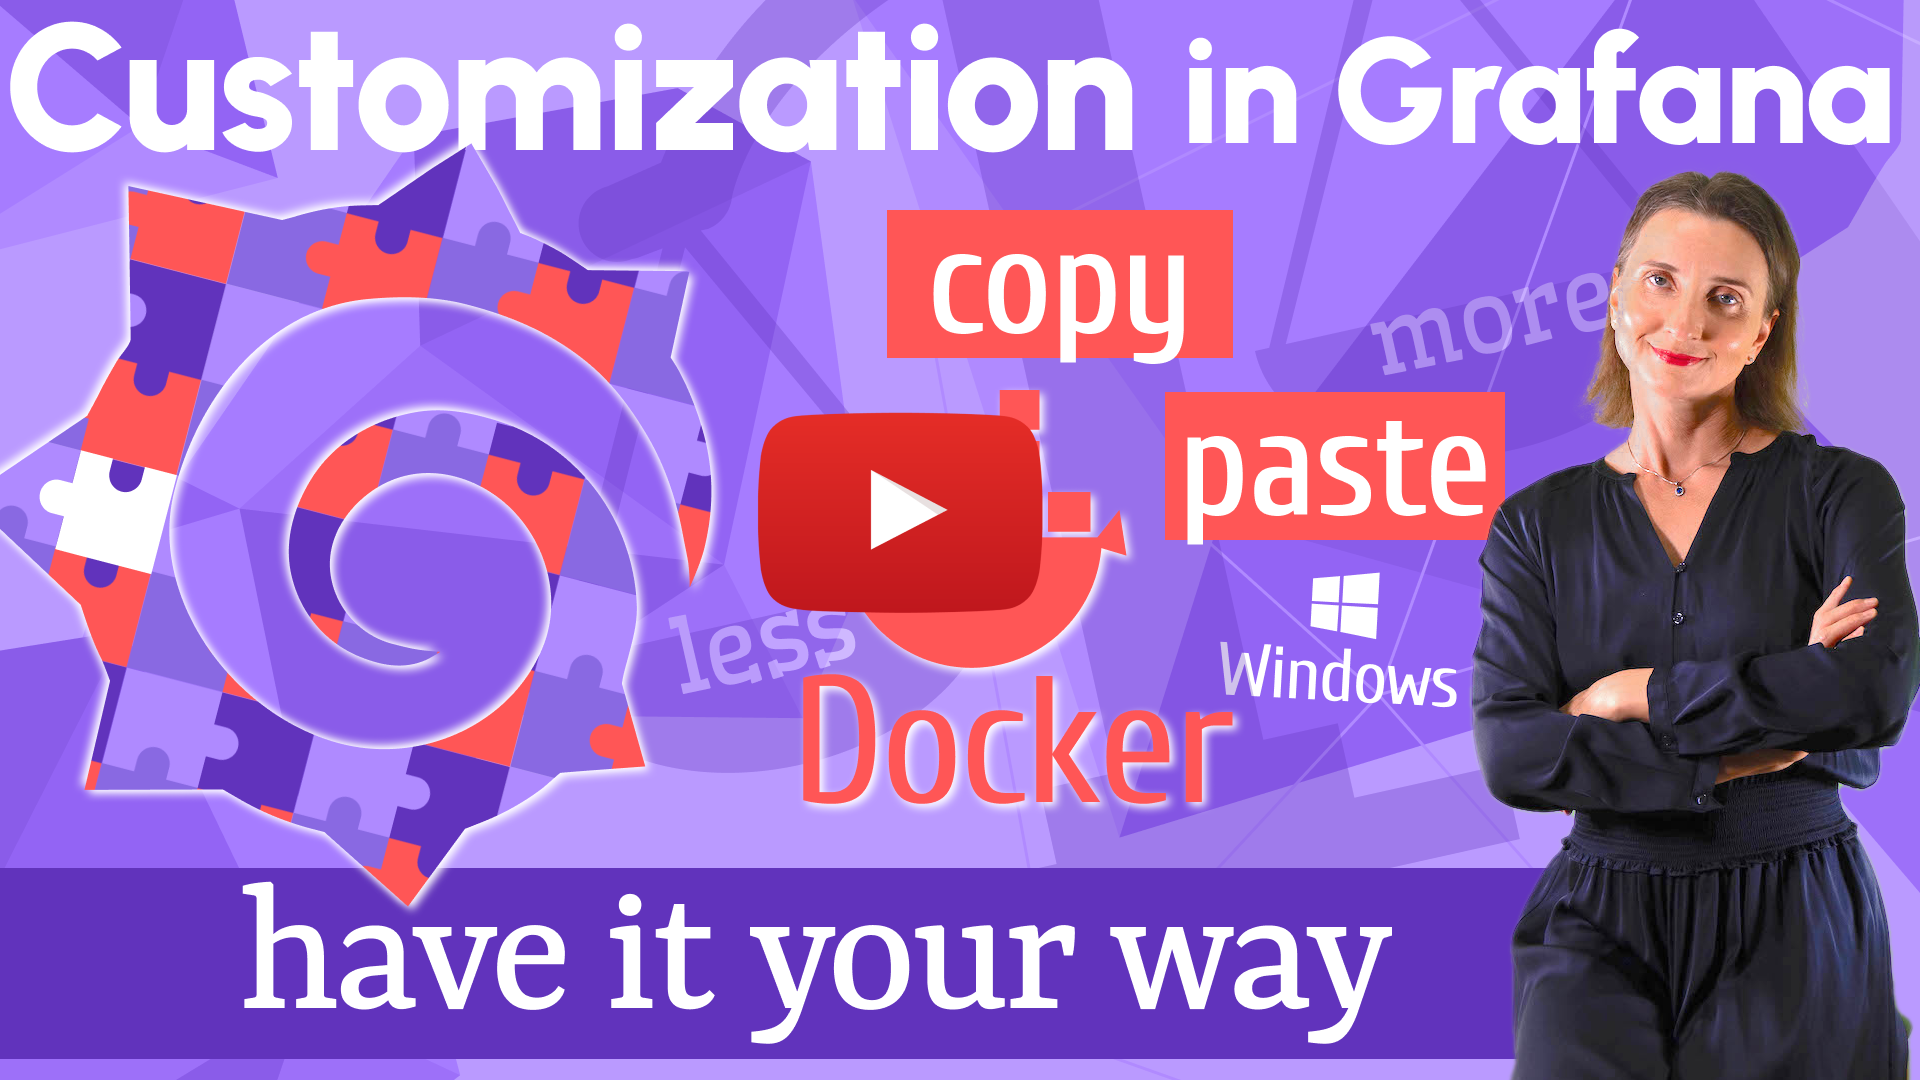 Customization in Grafana
copy
more
paste
less
Windows
Docker
have it your way